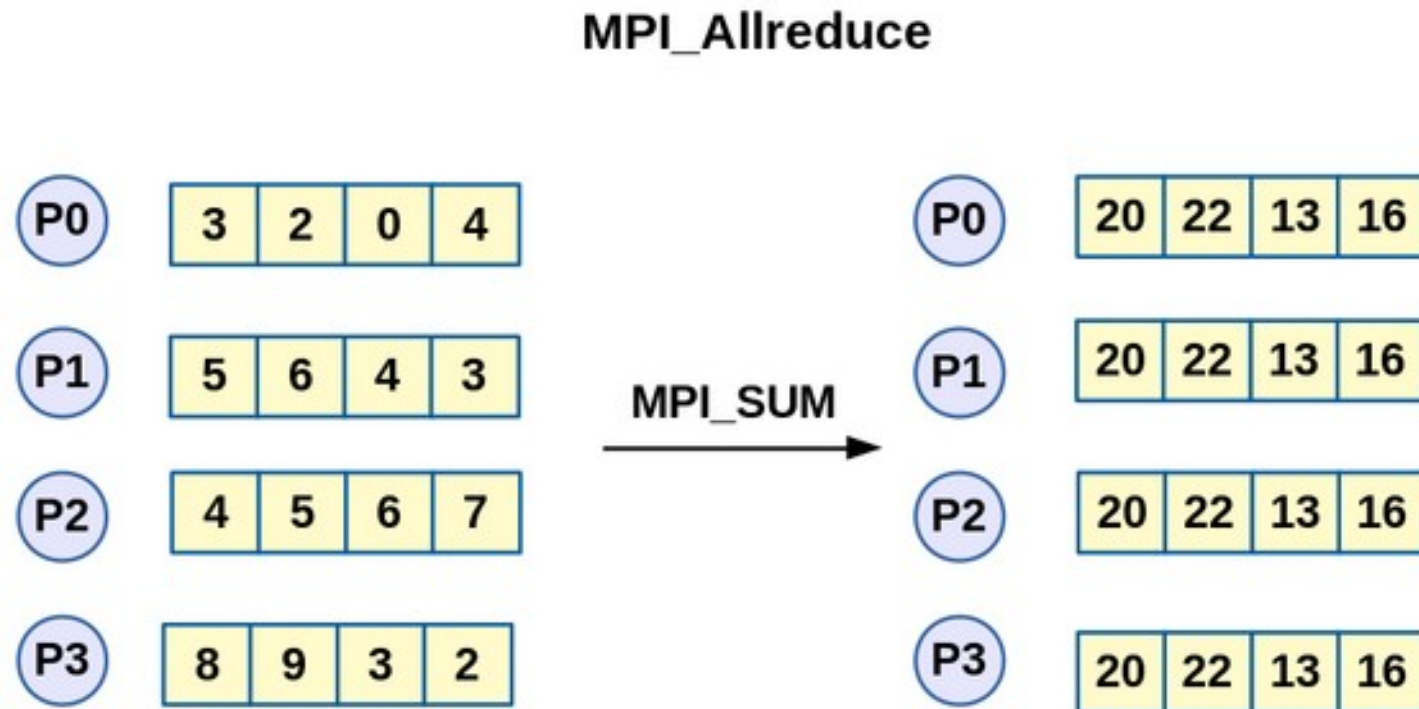 MPI_Allreduce
P0 3 2 0 4 P0 20 22 13 16
P1 5 6 4 3 P1 20 22 13 16
MPI_SUM
P2 4 5 6 7 P2 20 22 13 16
P3 8 9 3 2 P3 20 22 13 16